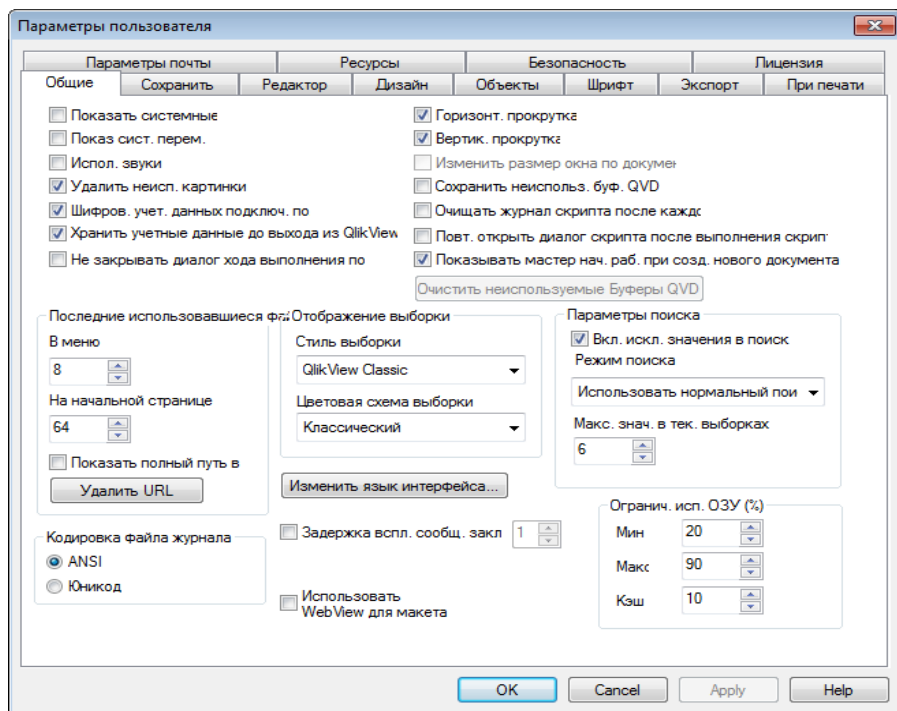 Параметры пользователя
Параметры почты
Ресурсы
Безопасность
Лицензия
Общие
Сохранить
Редактор
Дизайн
Объекты
Шрифт
Экспорт
При печати
Показать системные
Показ сист. перем.
Испол. звуки
Удалить неисп. картинки
Шифров. учет. данных подключ. по
Хранить учетные данные до выхода из QlikView
Не закрывать диалог хода выполнения по
Горизонт. прокрутка
Вертик. прокрутка
Изменить размер окна по докумен
Сохранить неиспольз. буф. QVD
Очищать журнал скрипта после каждо
Повт. открыть диалог скрипта после выполнения скрип
Показывать мастер нач. раб. при созд. нового документа
Очистить неиспользуемые Буферы QVD
Последние использовавшиеся фа
В меню
8
На начальной странице
64
Показать полный путь в
Удалить URL
Кодировка файла журнала
ANSI
Юникод
Отображение выборки
Стиль выборки
QlikView Classic
Цветовая схема выборки
Классический
Изменить язык интерфейса...
Задержка вспл. сообщ. закл
1
Использовать
WebView для макета
Параметры поиска
Вкл. искл. значения в поиск
Режим поиска
Использовать нормальный пои
Макс. знач. в тек. выборках
6
Огранич. исп. ОЗУ (%)
Мин
20
Макс
90
Кэш
10
OK
Cancel
Apply
Help